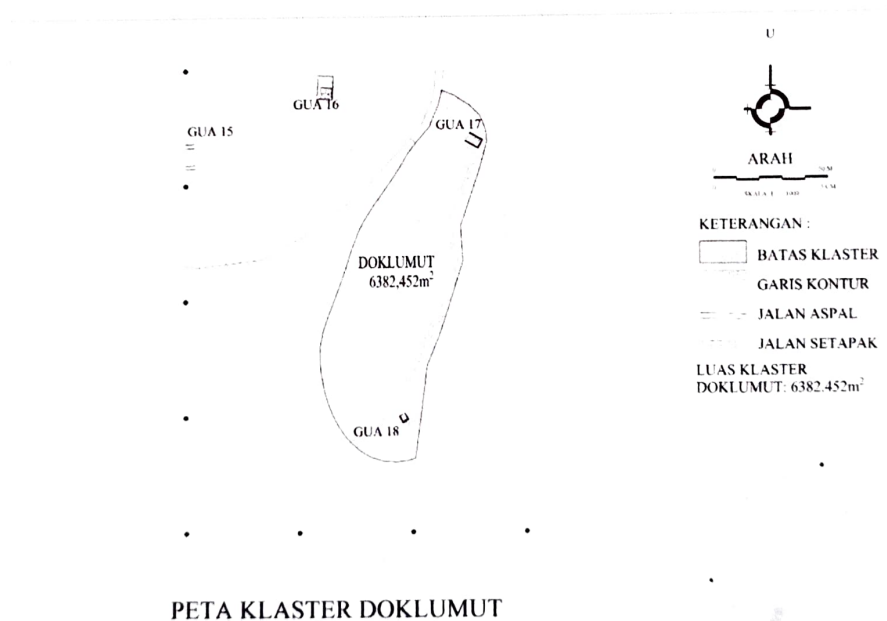 U
GUA 16
GUA 17
GUA 15
ARAH
KETERANGAN :
BATAS KLASTER
DOKLUMUT
6382,452m²
GARIS KONTUR
JALAN ASPAL
JALAN SETAPAK
LUAS KLASTER
DOKLUMUT: 6382.452m²
GUA 18
PETA KLASTER DOKLUMUT